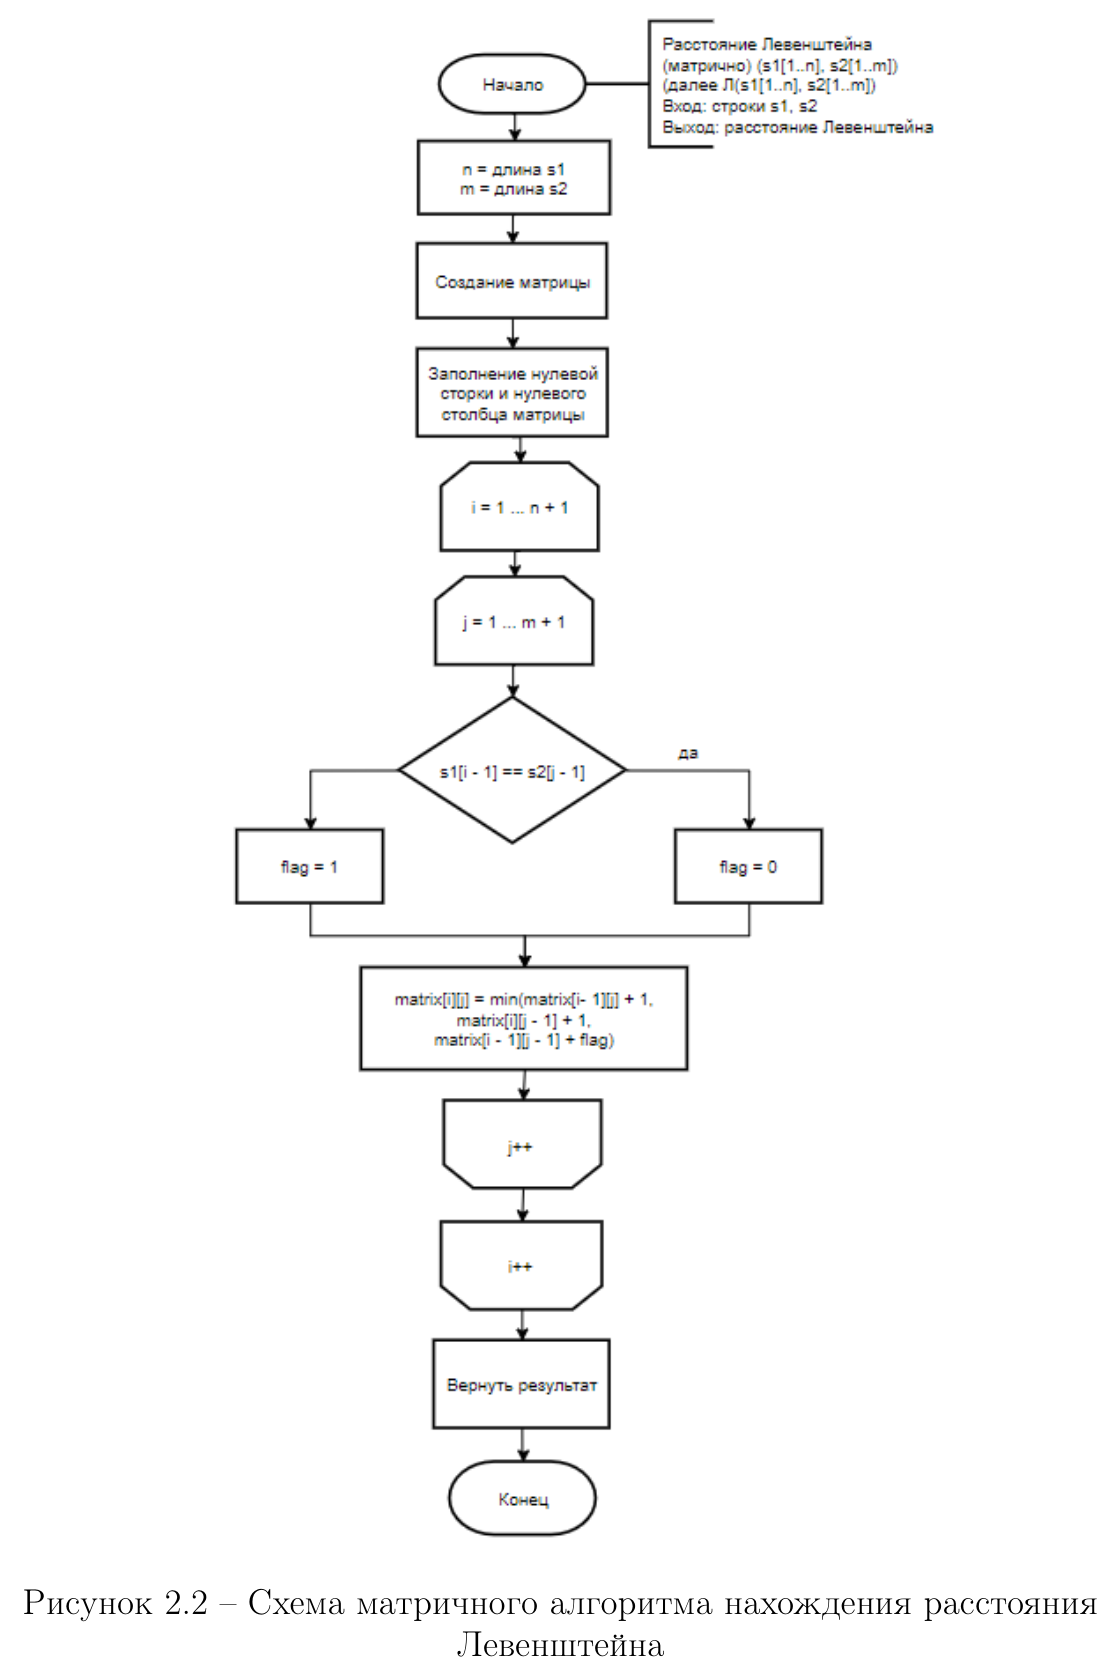 Начало
Расстояние Левенштейна
(матрично) (s1[1..n], s2[1..m])
(далее Л(s1[1..n], s2[1..m])
Вход: строки s1, s2
Выход: расстояние Левенштейна
n = длина s1
m = длина s2
Создание матрицы
Заполнение нулевой
сторки и нулевого
столбца матрицы
i = 1 ... n + 1
j = 1 ... m + 1
s1[i - 1] == s2[j - 1]
да
flag = 1
flag = 0
matrix[i][j] = min(matrix[i- 1][j] + 1,
matrix[i][j - 1] + 1,
matrix[i - 1][j - 1] + flag)
j++
i++
Вернуть результат
Конец
Рисунок 2.2 – Схема матричного алгоритма нахождения расстояния
Левенштейна